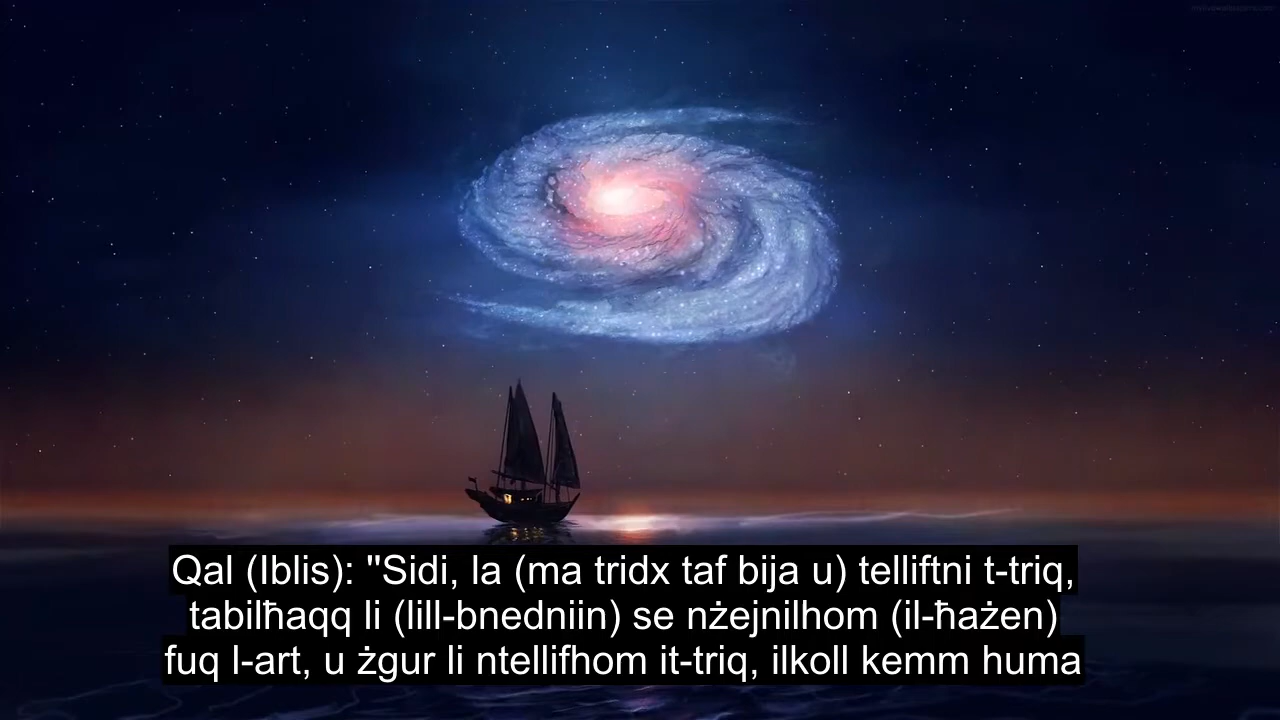 Qal (Iblis): "Sidi, la (ma tridx taf bija u) telliftni t-triq,
tabilħaqq li (lill-bnedniin) se nżejnilhom (il-ħażen)
fuq l-art, u żgur li ntellifhom it-triq, ilkoll kemm huma